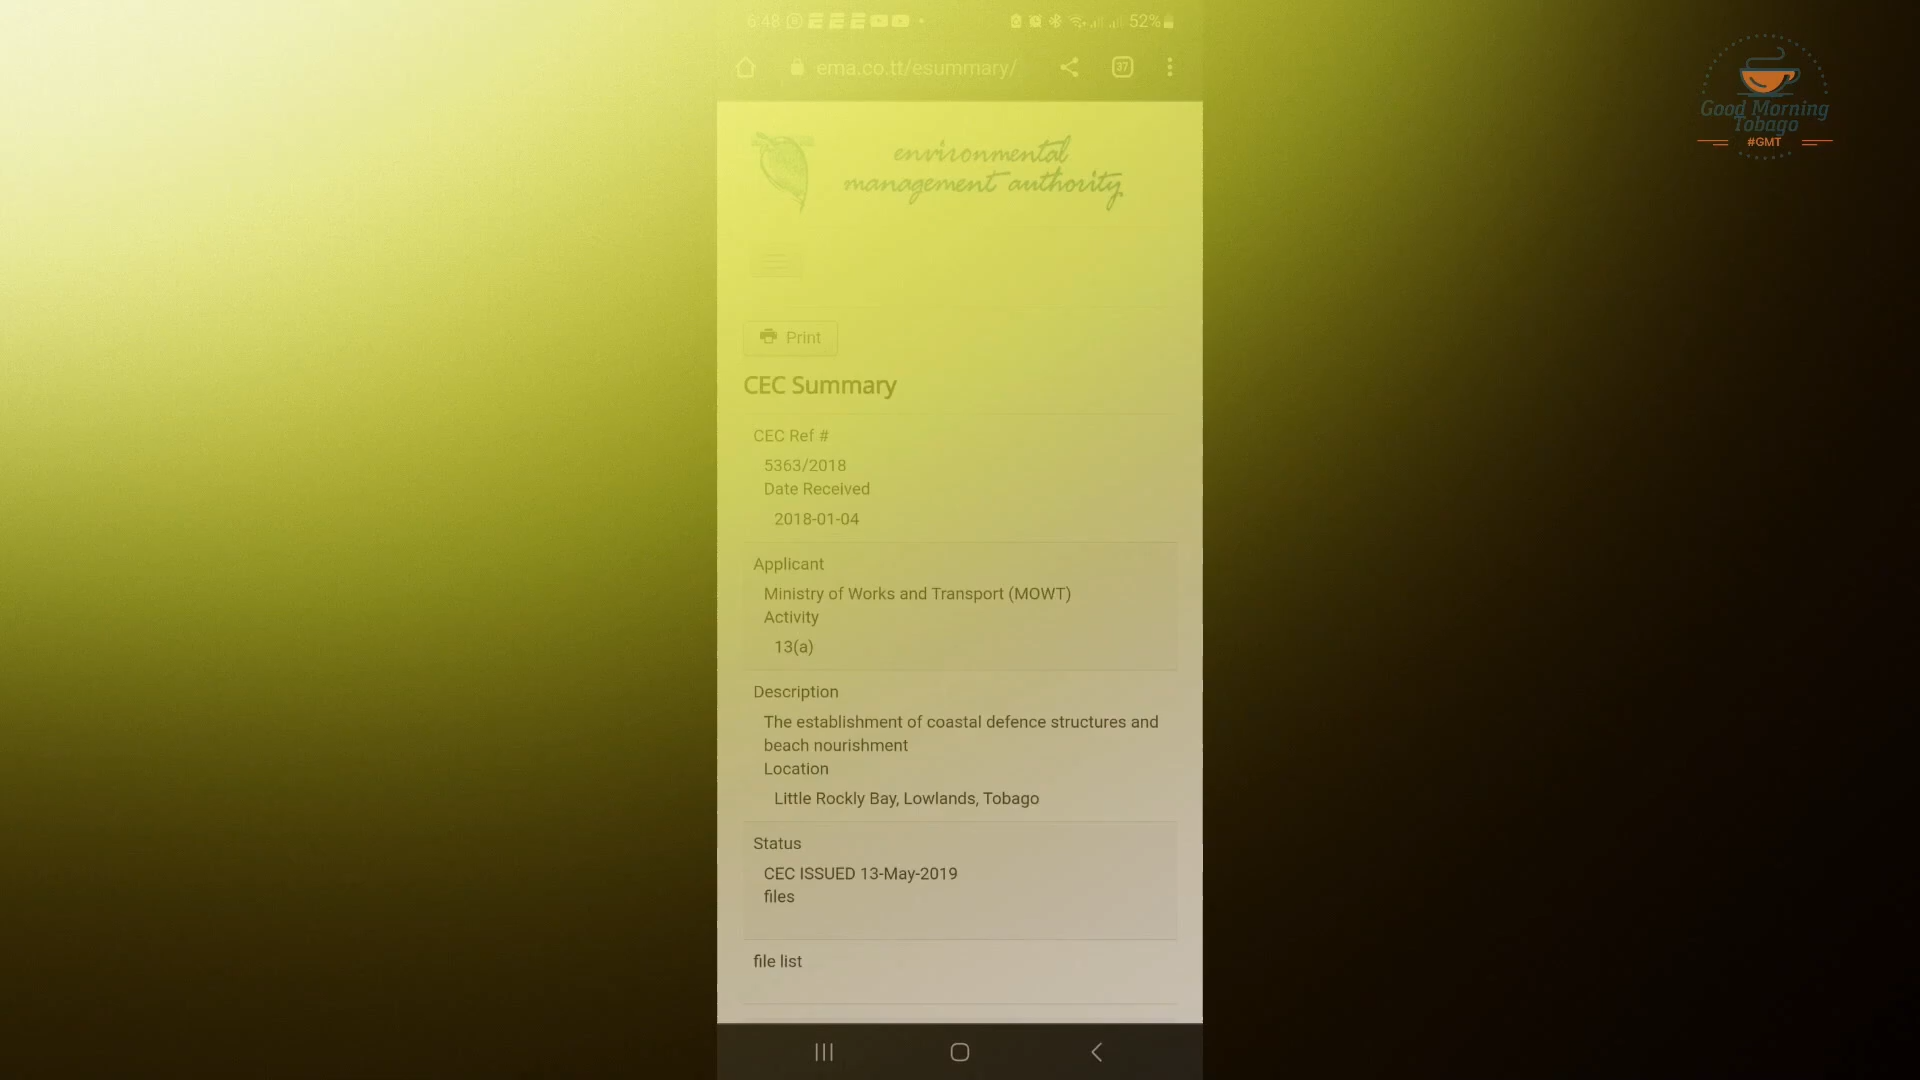 6:48
52%
ema.co.tt/esummary/
37
Good Morning
Tobago
#GMT
environmental
management authority
Print
CEC Summary
CEC Ref #
5363/2018
Date Received
2018-01-04
Applicant
Ministry of Works and Transport (MOWT)
Activity
13(a)
Description
The establishment of coastal defence structures and
beach nourishment
Location
Little Rockly Bay, Lowlands, Tobago
Status
CEC ISSUED 13-May-2019
files
file list